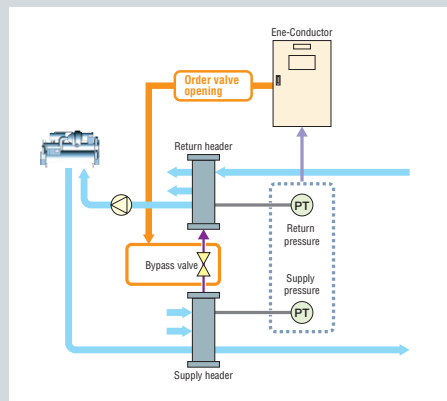 Ene-Conductor
Order valve
opening
Return header
PT
Return
pressure
Bypass valve
Supply
pressure
PT
Supply header